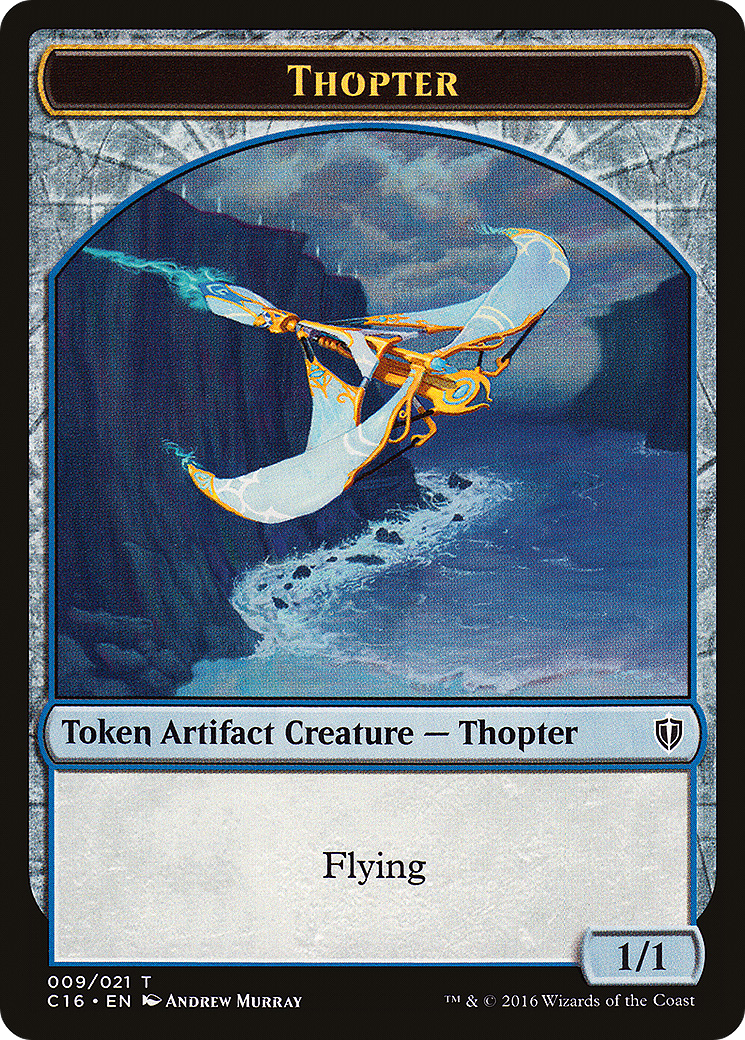 Thopter
Token Artifact Creature — Thopter
Flying
1/1
009/021 T
C16 • EN Andrew Murray
™ & © 2016 Wizards of the Coast